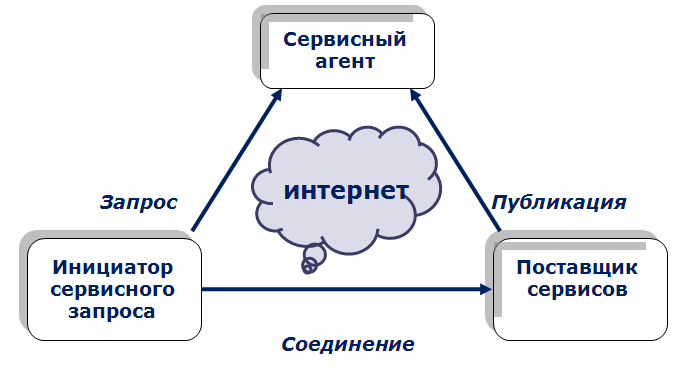 Сервисный
агент
интернет
Запрос
Публикация
Инициатор
сервисного
запроса
Поставщик
сервисов
Соединение